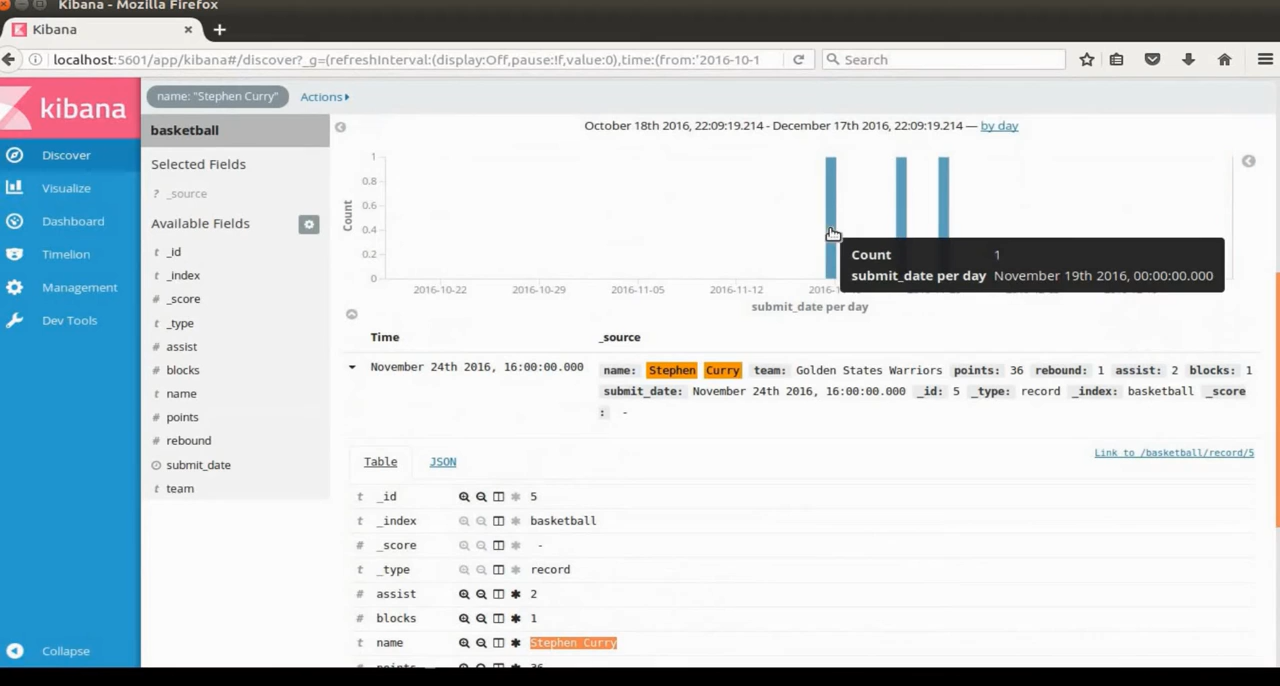 Kibana - Mozilla Firefox
Kibana
localhost:5601/app/kibana#/discover?_g=(refreshInterval:(display:Off,pause:!f,value:0),time:(from:'2016-10-1
Search
kibana
name: "Stephen Curry"
Actions
basketball
October 18th 2016, 22:09:19.214 - December 17th 2016, 22:09:19.214 — by day
Discover
Visualize
Dashboard
Timelion
Management
Dev Tools
Collapse
Selected Fields
? _source
Available Fields
t _id
t _index
# _score
t _type
# assist
# blocks
t name
# points
# rebound
submit_date
t team
Count
1
0.8
0.6
0.4
0.2
0
2016-10-22
2016-10-29
2016-11-05
2016-11-12
submit_date per day
Count 1
submit_date per day November 19th 2016, 00:00:00.000
Time _source
November 24th 2016, 16:00:00.000
name: Stephen Curry team: Golden States Warriors points: 36 rebound: 1 assist: 2 blocks: 1
submit_date: November 24th 2016, 16:00:00.000 _id: 5 _type: record _index: basketball _score
: -
Table JSON
Link to /basketball/record/5
t _id 5
t _index basketball
# _score -
t _type record
# assist 2
# blocks 1
t name Stephen Curry
# points 36